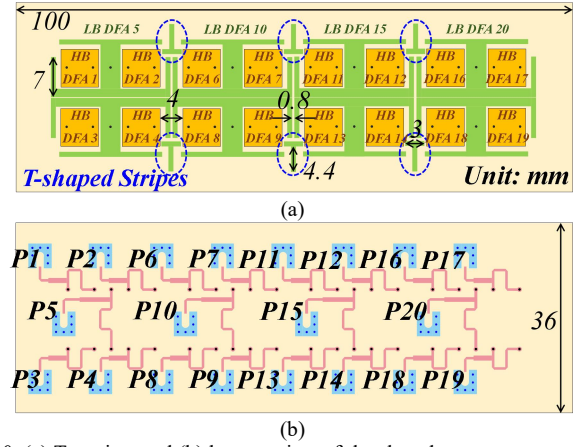 100
LB DFA 5 LB DFA 10 LB DFA 15 LB DFA 20
HB DFA 1 HB DFA 2 HB DFA 6 HB DFA 7 HB DFA 11 HB DFA 12 HB DFA 16 HB DFA 17
7
4
0.8
HB DFA 3 HB DFA 4 HB DFA 8 HB DFA 9 HB DFA 13 HB DFA 14 HB DFA 18 HB DFA 19
3
4.4
T-shaped Stripes
Unit: mm
(a)
P1 P2 P6 P7 P11 P12 P16 P17
P5 P10 P15 P20
36
P3 P4 P8 P9 P13 P14 P18 P19
(b)